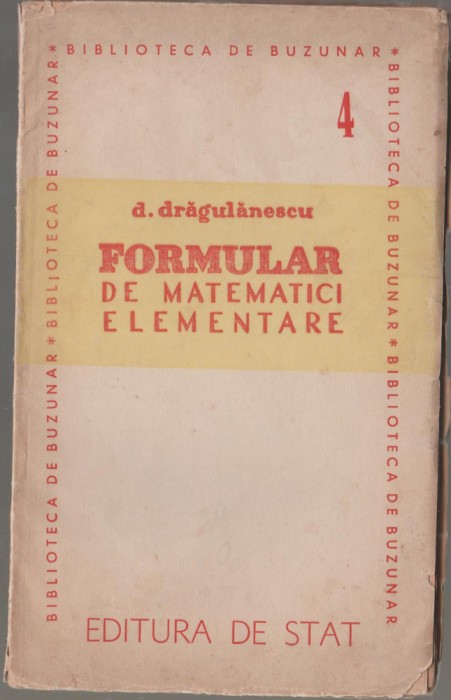 * BIBLIOTECA DE BUZUNAR *
BIBLIOTECA DE BUZUNAR * BIBLIOTECA DE BUZUNAR
BIBLIOTECA DE BUZUNAR * BIBLIOTECA DE BUZUNAR
4
d. drăgulănescu
FORMULAR
DE MATEMATICI
ELEMENTARE
EDITURA DE STAT